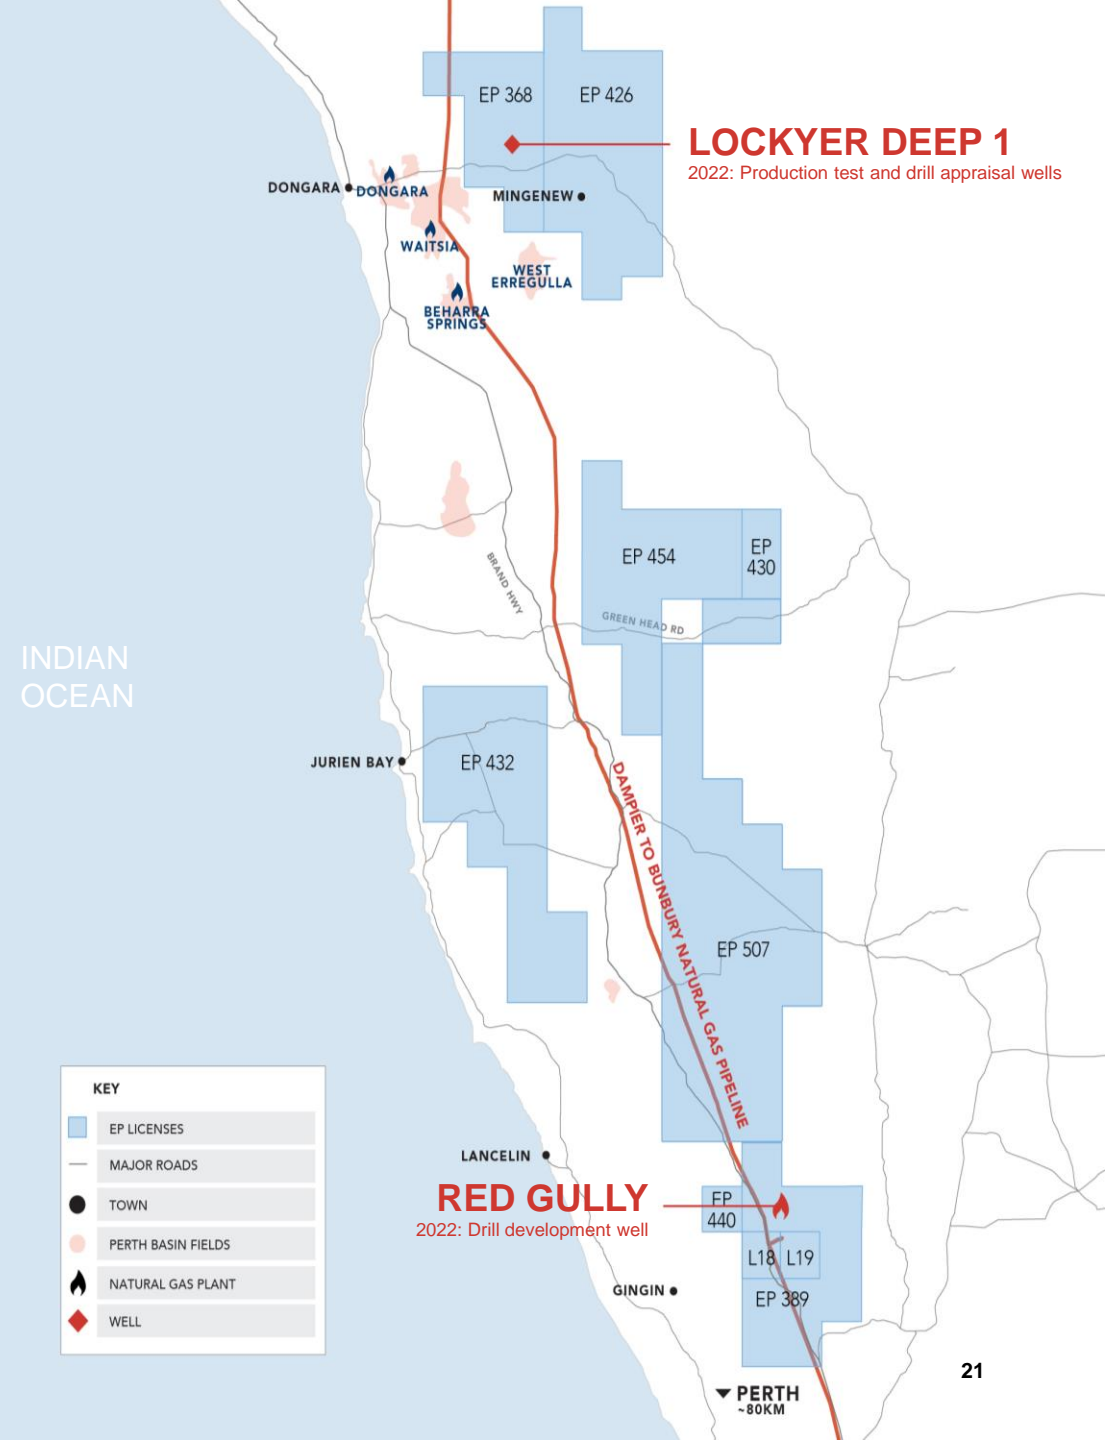 EP 368
EP 426
LOCKYER DEEP 1
2022: Production test and drill appraisal wells
DONGARA
DONGARA
MINGENEW
WAITSIA
WEST
ERREGULLA
BEHARRA
SPRINGS
EP 454
EP
430
BRAND HWY
GREEN HEAD RD
INDIAN
OCEAN
JURIEN BAY
EP 432
DAMPIER TO BUNBURY NATURAL GAS PIPELINE
EP 507
KEY
EP LICENSES
MAJOR ROADS
TOWN
PERTH BASIN FIELDS
NATURAL GAS PLANT
WELL
LANCELIN
RED GULLY
2022: Drill development well
EP
440
L18
L19
GINGIN
EP 389
PERTH
~80KM
21